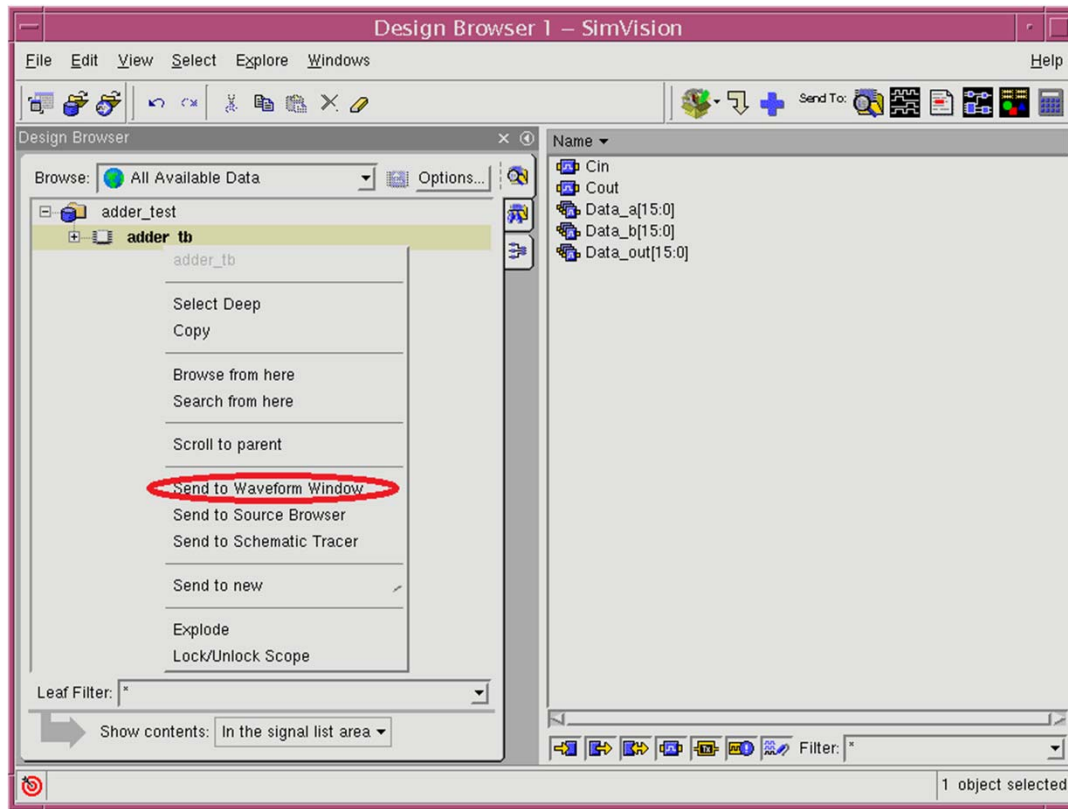 Design Browser 1 – SimVision
File Edit View Select Explore Windows Help
Send To:
Design Browser
Browse: All Available Data Options...
adder_test
adder_tb
adder_tb
Select Deep
Copy
Browse from here
Search from here
Scroll to parent
Send to Waveform Window
Send to Source Browser
Send to Schematic Tracer
Send to new
Explode
Lock/Unlock Scope
Leaf Filter: *
Show contents: In the signal list area
Name
Cin
Cout
Data_a[15:0]
Data_b[15:0]
Data_out[15:0]
Filter: *
1 object selected